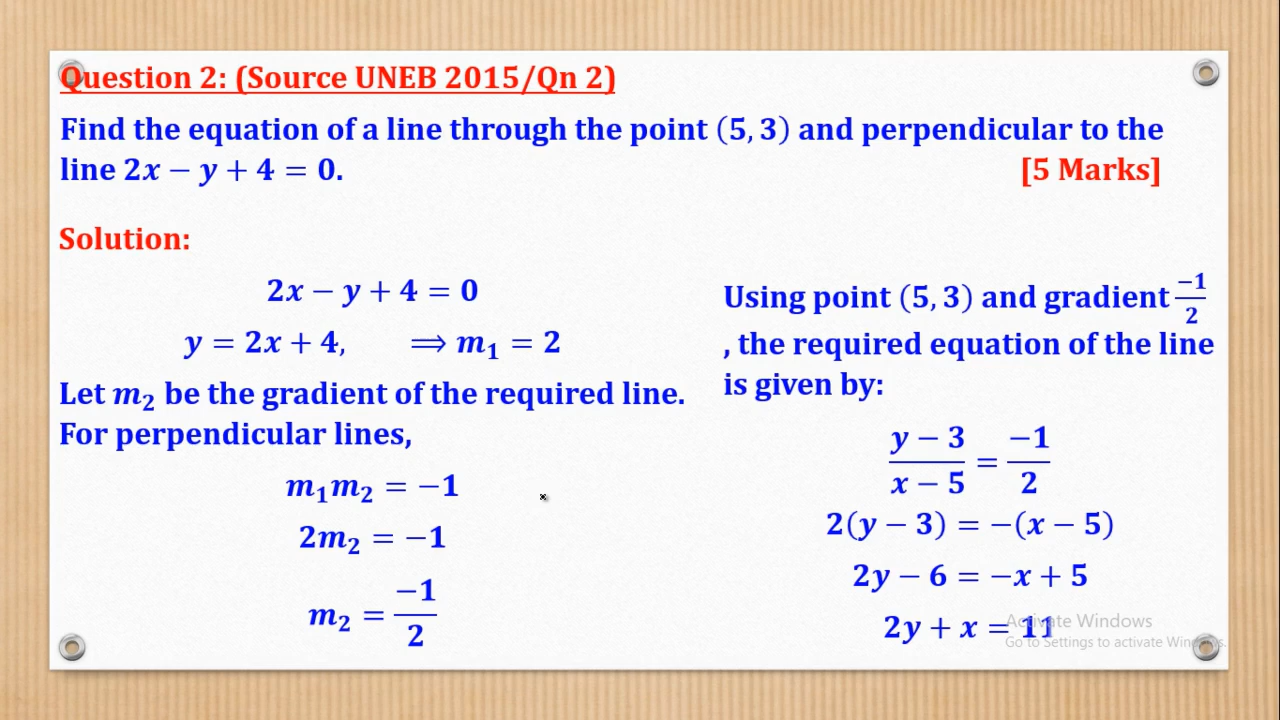 Question 2: (Source UNEB 2015/Qn 2)
Find the equation of a line through the point (5, 3) and perpendicular to the
line 2x − y + 4 = 0. [5 Marks]
Solution:
2x − y + 4 = 0
y = 2x + 4, ⟹ m₁ = 2
Let m₂ be the gradient of the required line.
For perpendicular lines,
m₁m₂ = −1
2m₂ = −1
m₂ = −1/2
Using point (5, 3) and gradient −1/2
, the required equation of the line
is given by:
(y − 3)/(x − 5) = −1/2
2(y − 3) = −(x − 5)
2y − 6 = −x + 5
2y + x = 11
Activate Windows
Go to Settings to activate Windows.